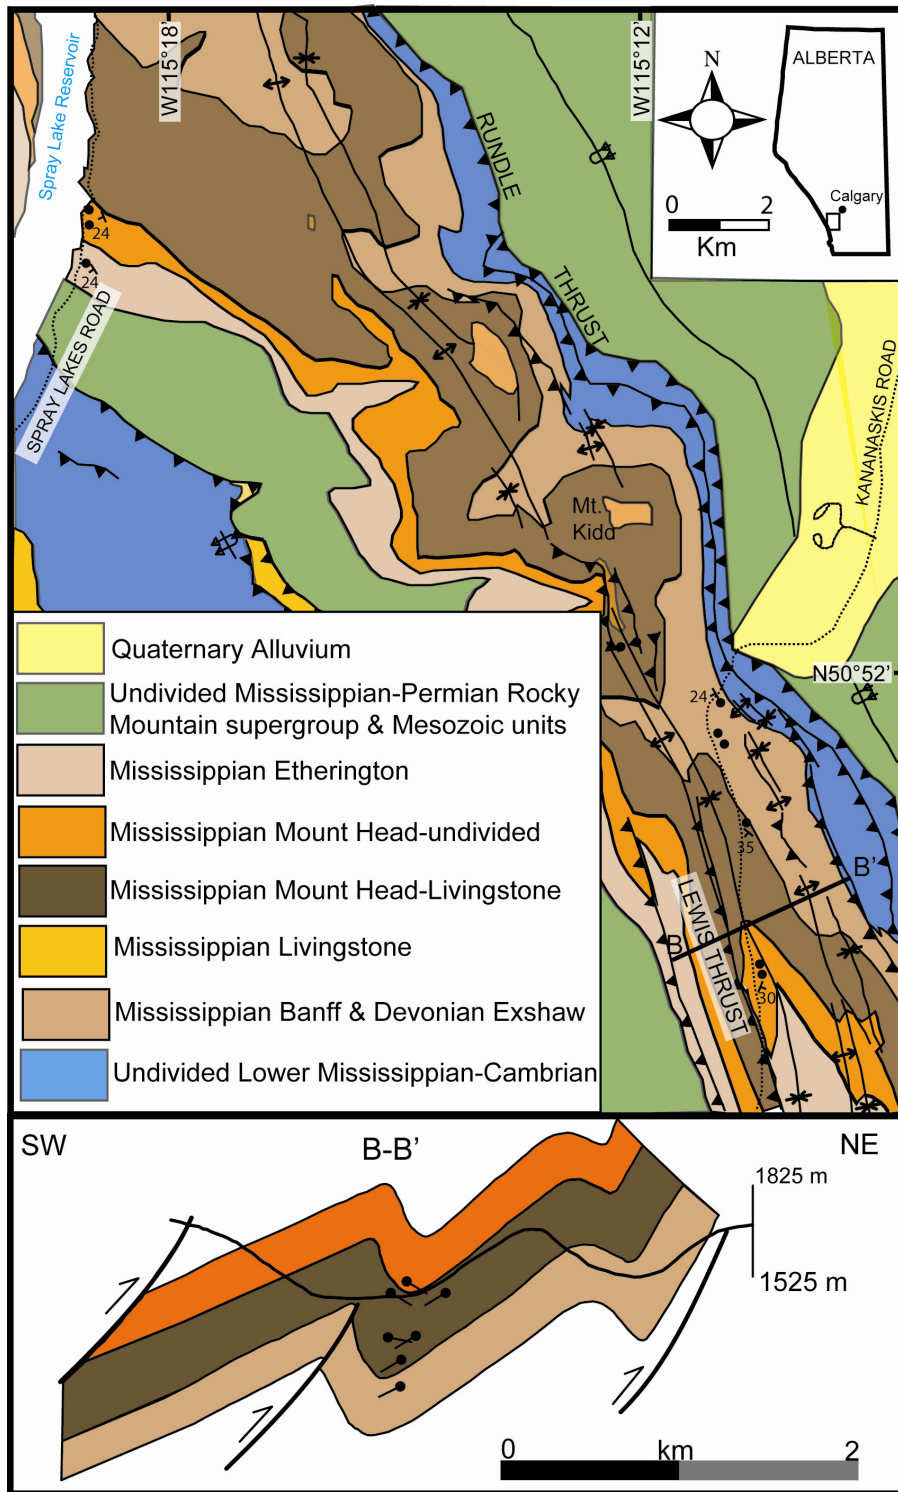 W115°18'
W115°12'
Spray Lake Reservoir
N
ALBERTA
Calgary
0 2
Km
RUNDLE
THRUST
24
24
SPRAY LAKES ROAD
KANANASKIS ROAD
Mt.
Kidd
N50°52'
24
35
B'
B
LEWIS THRUST
30
Quaternary Alluvium
Undivided Mississippian-Permian Rocky
Mountain supergroup & Mesozoic units
Mississippian Etherington
Mississippian Mount Head-undivided
Mississippian Mount Head-Livingstone
Mississippian Livingstone
Mississippian Banff & Devonian Exshaw
Undivided Lower Mississippian-Cambrian
SW B-B' NE
1825 m
1525 m
0 km 2